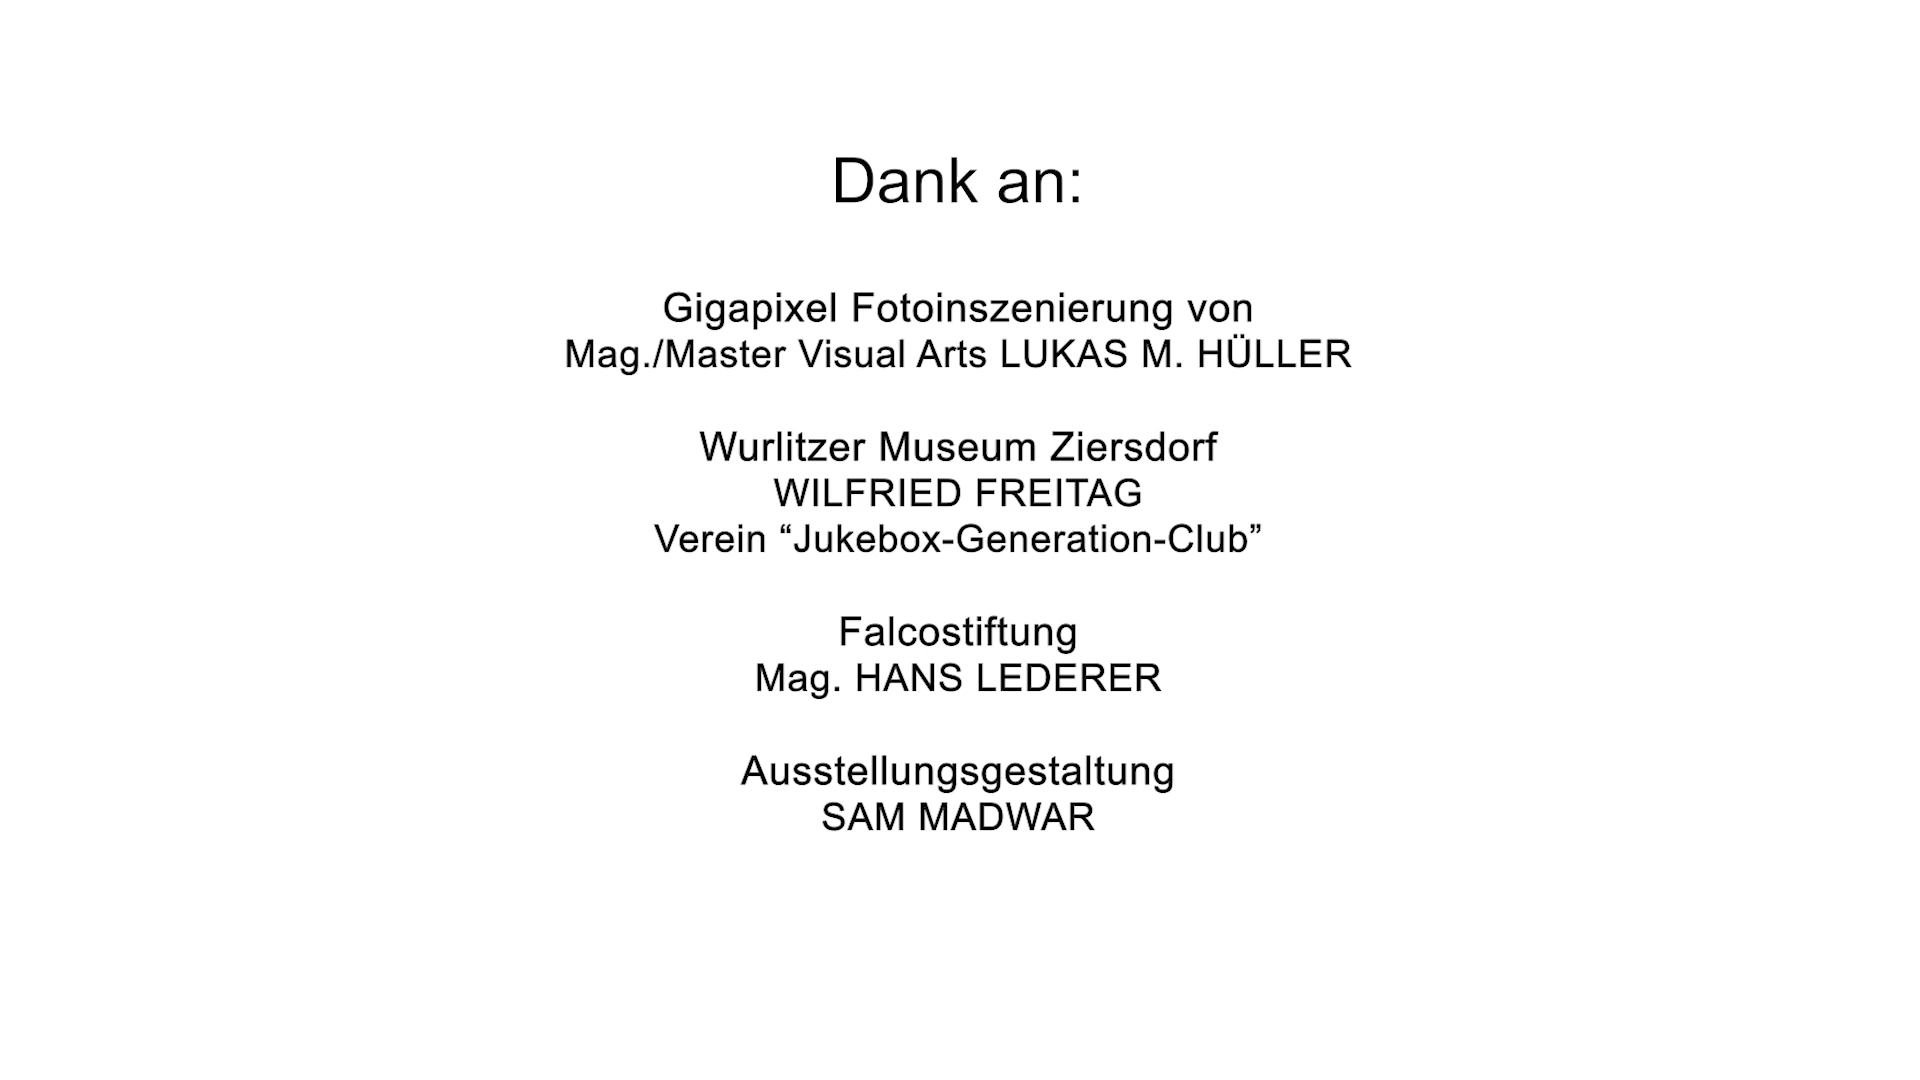 Dank an:
Gigapixel Fotoinszenierung von
Mag./Master Visual Arts LUKAS M. HÜLLER
Wurlitzer Museum Ziersdorf
WILFRIED FREITAG
Verein “Jukebox-Generation-Club”
Falcostiftung
Mag. HANS LEDERER
Ausstellungsgestaltung
SAM MADWAR